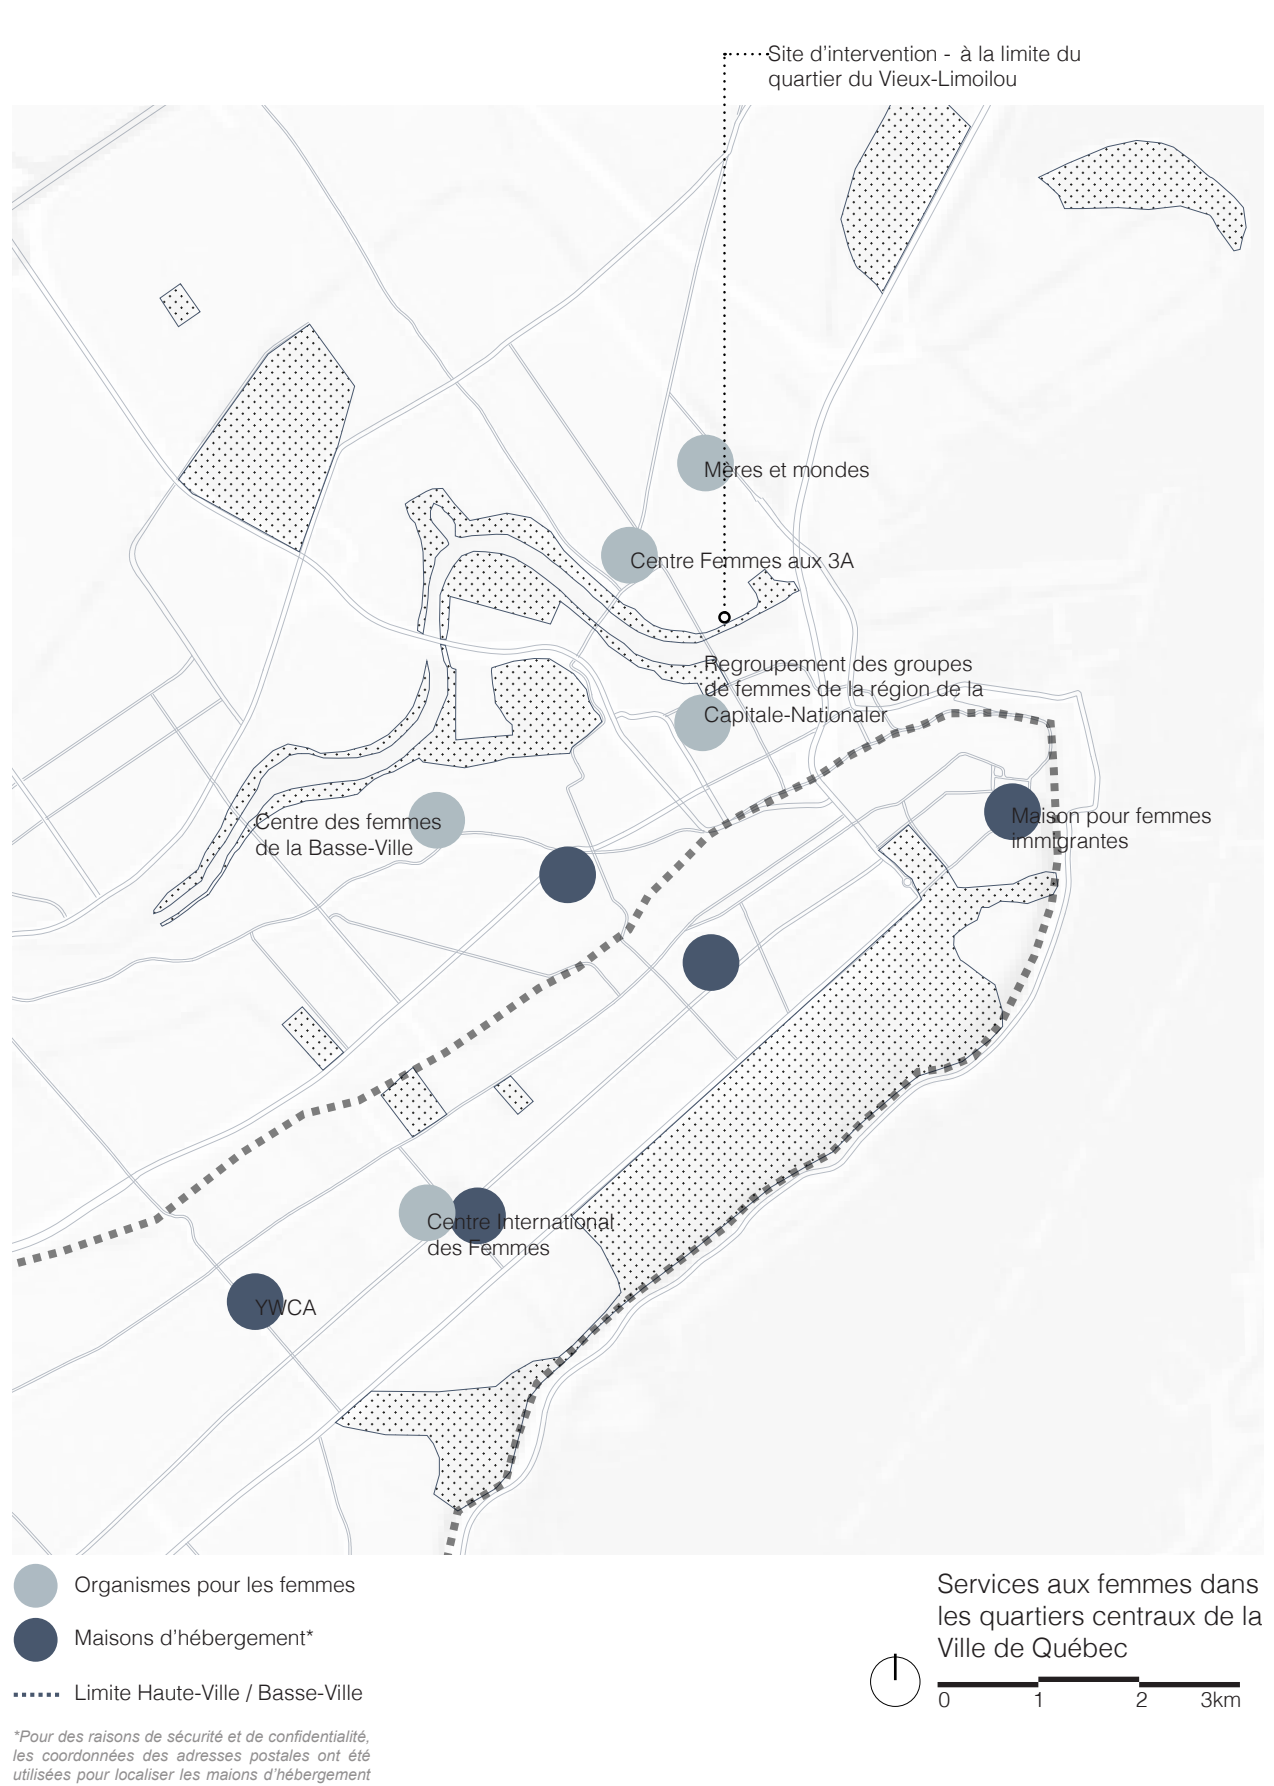 Site d'intervention - à la limite du
quartier du Vieux-Limoilou
Mères et mondes
Centre Femmes aux 3A
Regroupement des groupes
de femmes de la région de la
Capitale-Nationaler
Maison pour femmes
immigrantes
Centre des femmes
de la Basse-Ville
Centre International
des Femmes
YWCA
Organismes pour les femmes
Maisons d'hébergement*
Limite Haute-Ville / Basse-Ville
*Pour des raisons de sécurité et de confidentialité,
les coordonnées des adresses postales ont été
utilisées pour localiser les maions d'hébergement
Services aux femmes dans
les quartiers centraux de la
Ville de Québec
0 1 2 3km